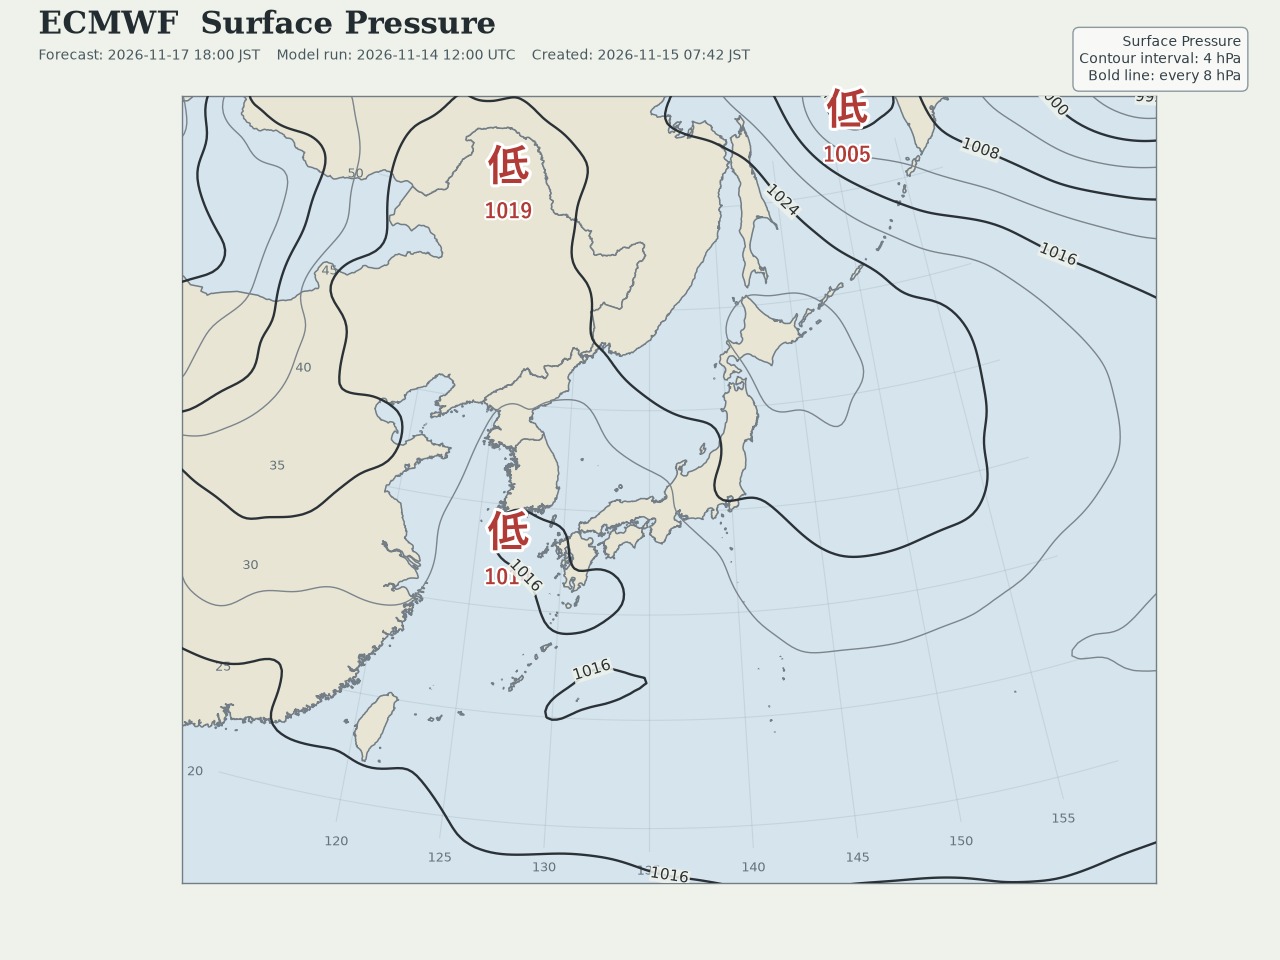 ECMWF  Surface Pressure
Forecast: 2026-11-17 18:00 JST    Model run: 2026-11-14 12:00 UTC    Created: 2026-11-15 07:42 JST
Surface Pressure
Contour interval: 4 hPa
Bold line: every 8 hPa
低
1005
1008
低
1019
50
1024
1016
45
40
35
低
1016
30
1016
25
20
120
125
130
140
145
150
155
1016